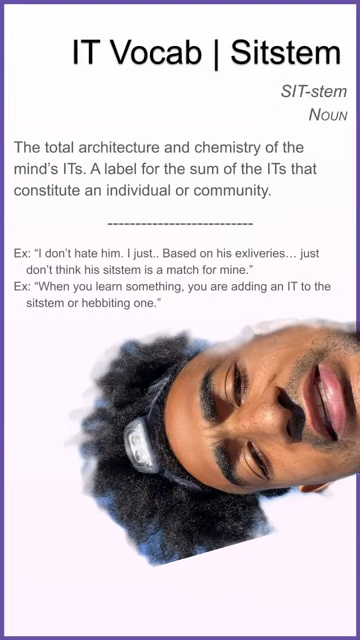 IT Vocab | Sitstem
SIT-stem
Noun
The total architecture and chemistry of the
mind's ITs. A label for the sum of the ITs that
constitute an individual or community.
--------------------------
Ex: “I don’t hate him. I just.. Based on his exliveries… just
don’t think his sitstem is a match for mine.”
Ex: “When you learn something, you are adding an IT to the
sitstem or hebbiting one.”